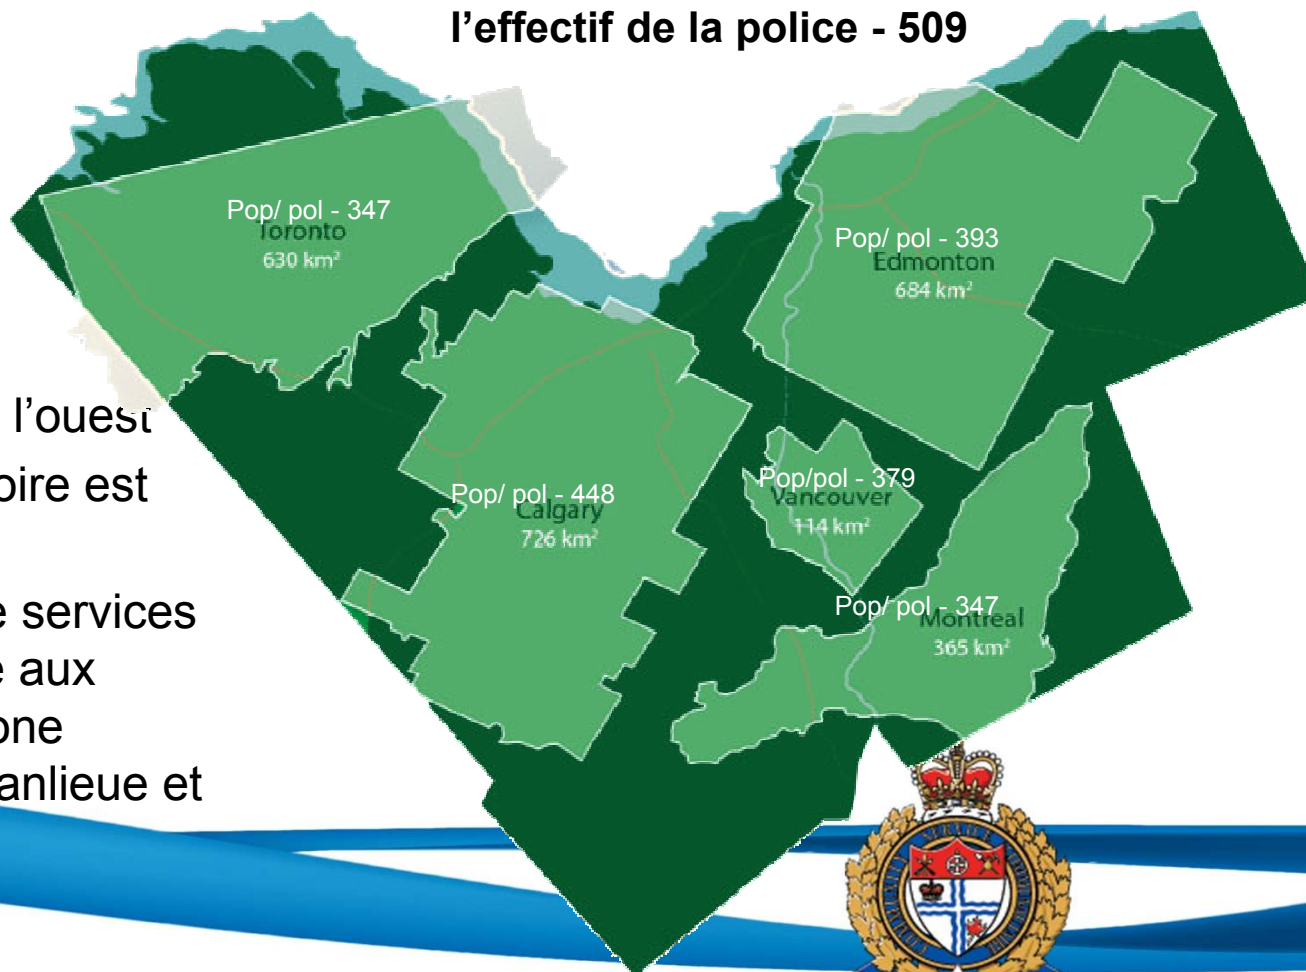 l’effectif de la police - 509
Pop/ pol - 347
Toronto
630 km²
Pop/ pol - 393
Edmonton
684 km²
l’ouest
oire est
Pop/ pol - 448
Calgary
726 km²
Pop/pol - 379
Vancouver
114 km²
e services
e aux
one
anlieue et
Pop/ pol - 347
Montreal
365 km²